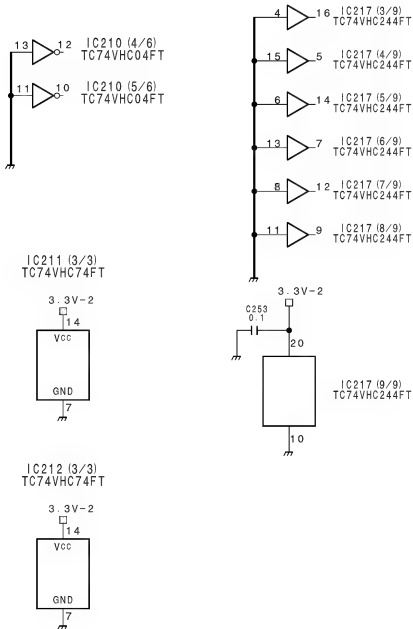 13 12 IC210 (4/6)
TC74VHC04FT
11 10 IC210 (5/6)
TC74VHC04FT
4 16 IC217 (3/9)
TC74VHC244FT
15 5 IC217 (4/9)
TC74VHC244FT
6 14 IC217 (5/9)
TC74VHC244FT
13 7 IC217 (6/9)
TC74VHC244FT
8 12 IC217 (7/9)
TC74VHC244FT
11 9 IC217 (8/9)
TC74VHC244FT
IC211 (3/3)
TC74VHC74FT
3.3V-2
14
Vcc
GND
7
3.3V-2
C253
0.1
20
IC217 (9/9)
TC74VHC244FT
10
IC212 (3/3)
TC74VHC74FT
3.3V-2
14
Vcc
GND
7